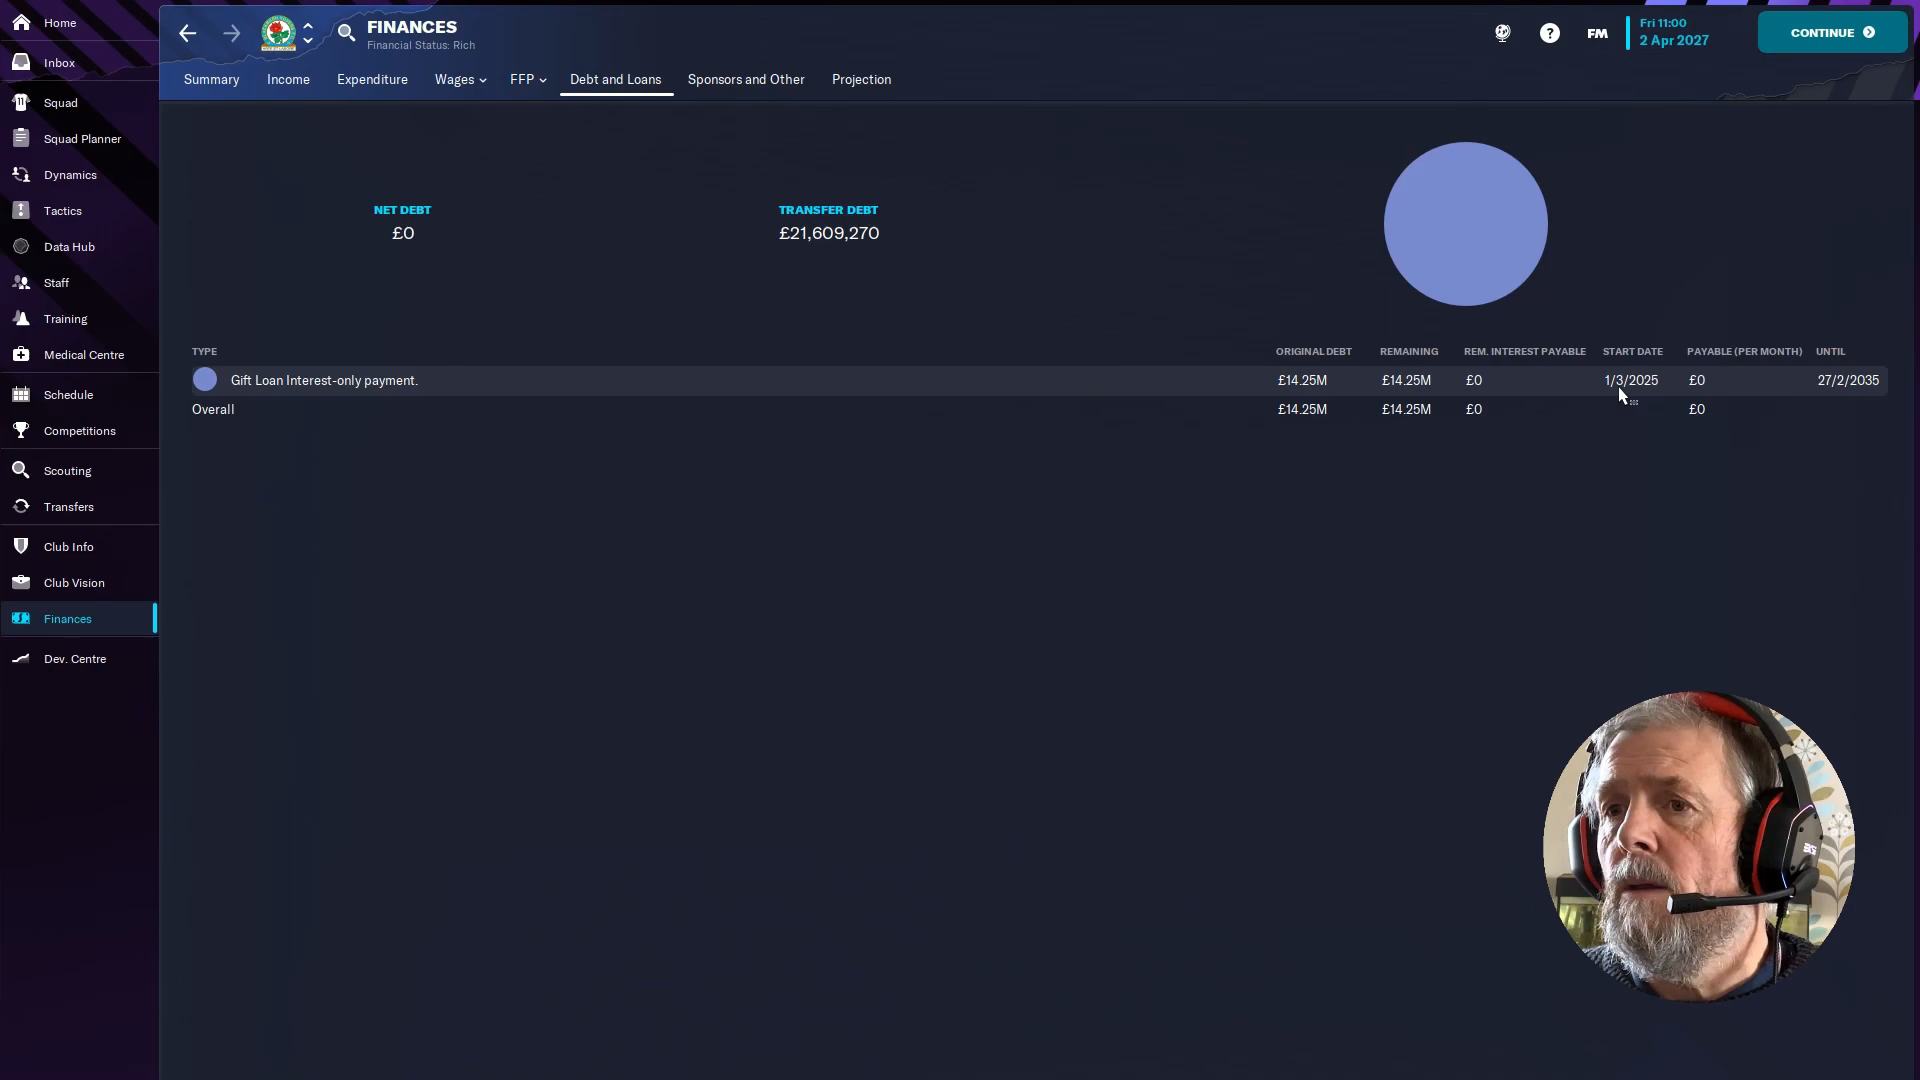 Home
Inbox
Squad
Squad Planner
Dynamics
Tactics
Data Hub
Staff
Training
Medical Centre
Schedule
Competitions
Scouting
Transfers
Club Info
Club Vision
Finances
Dev. Centre
FINANCES
Financial Status: Rich
FM
Fri 11:00
2 Apr 2027
CONTINUE
Summary Income Expenditure Wages FFP Debt and Loans Sponsors and Other Projection
NET DEBT TRANSFER DEBT
£0 £21,609,270
TYPE ORIGINAL DEBT REMAINING REM. INTEREST PAYABLE START DATE PAYABLE (PER MONTH) UNTIL
Gift Loan Interest-only payment. £14.25M £14.25M £0 1/3/2025 £0 27/2/2035
Overall £14.25M £14.25M £0 £0